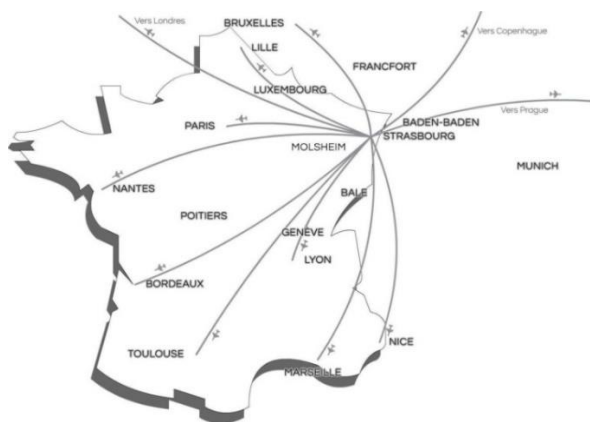 Vers Londres
BRUXELLES
LILLE
Vers Copenhague
FRANCFORT
LUXEMBOURG
Vers Prague
PARIS
BADEN-BADEN
STRASBOURG
MOLSHEIM
MUNICH
NANTES
BALE
POITIERS
GENÈVE
LYON
BORDEAUX
NICE
TOULOUSE
MARSEILLE